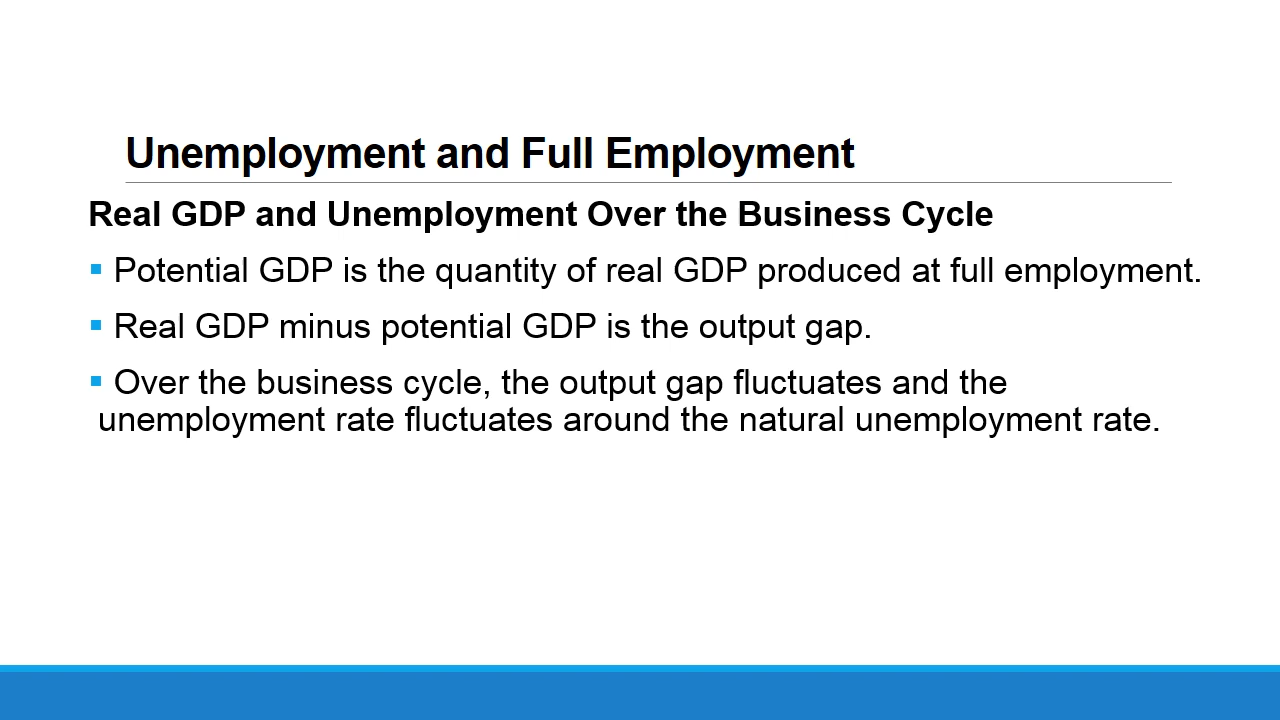 Unemployment and Full Employment
Real GDP and Unemployment Over the Business Cycle
▪ Potential GDP is the quantity of real GDP produced at full employment.
▪ Real GDP minus potential GDP is the output gap.
▪ Over the business cycle, the output gap fluctuates and the
unemployment rate fluctuates around the natural unemployment rate.